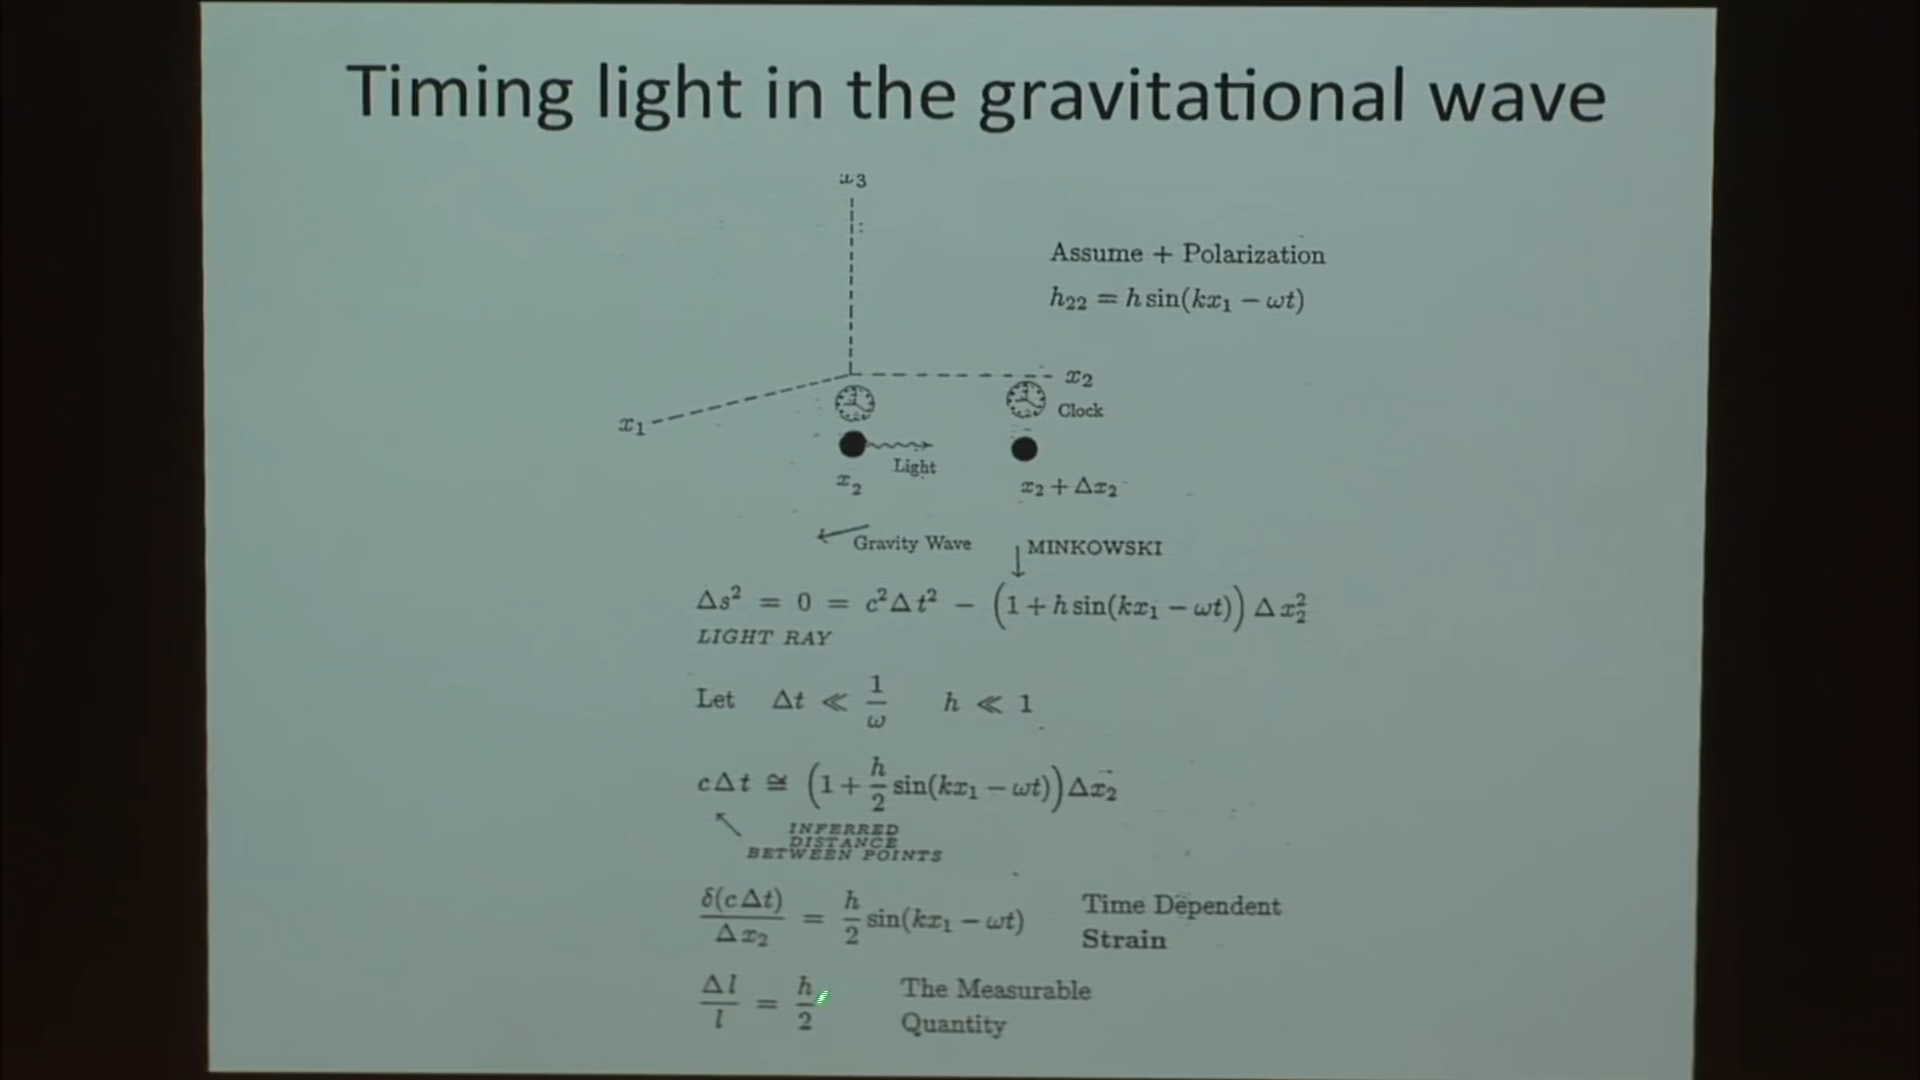 Timing light in the gravitational wave
x₃
Assume + Polarization
h₂₂ = h sin(kx₁ − ωt)
x₂
Clock
x₁
Light
x₂
x₂ + Δx₂
Gravity Wave
MINKOWSKI
Δs² = 0 = c²Δt² − (1 + h sin(kx₁ − ωt)) Δx₂²
LIGHT RAY
Let Δt ≪ 1/ω h ≪ 1
cΔt ≅ (1 + h/2 sin(kx₁ − ωt)) Δx₂
INFERRED
DISTANCE
BETWEEN POINTS
δ(cΔt)/Δx₂ = h/2 sin(kx₁ − ωt) Time Dependent
Strain
Δl/l = h/2 The Measurable
Quantity